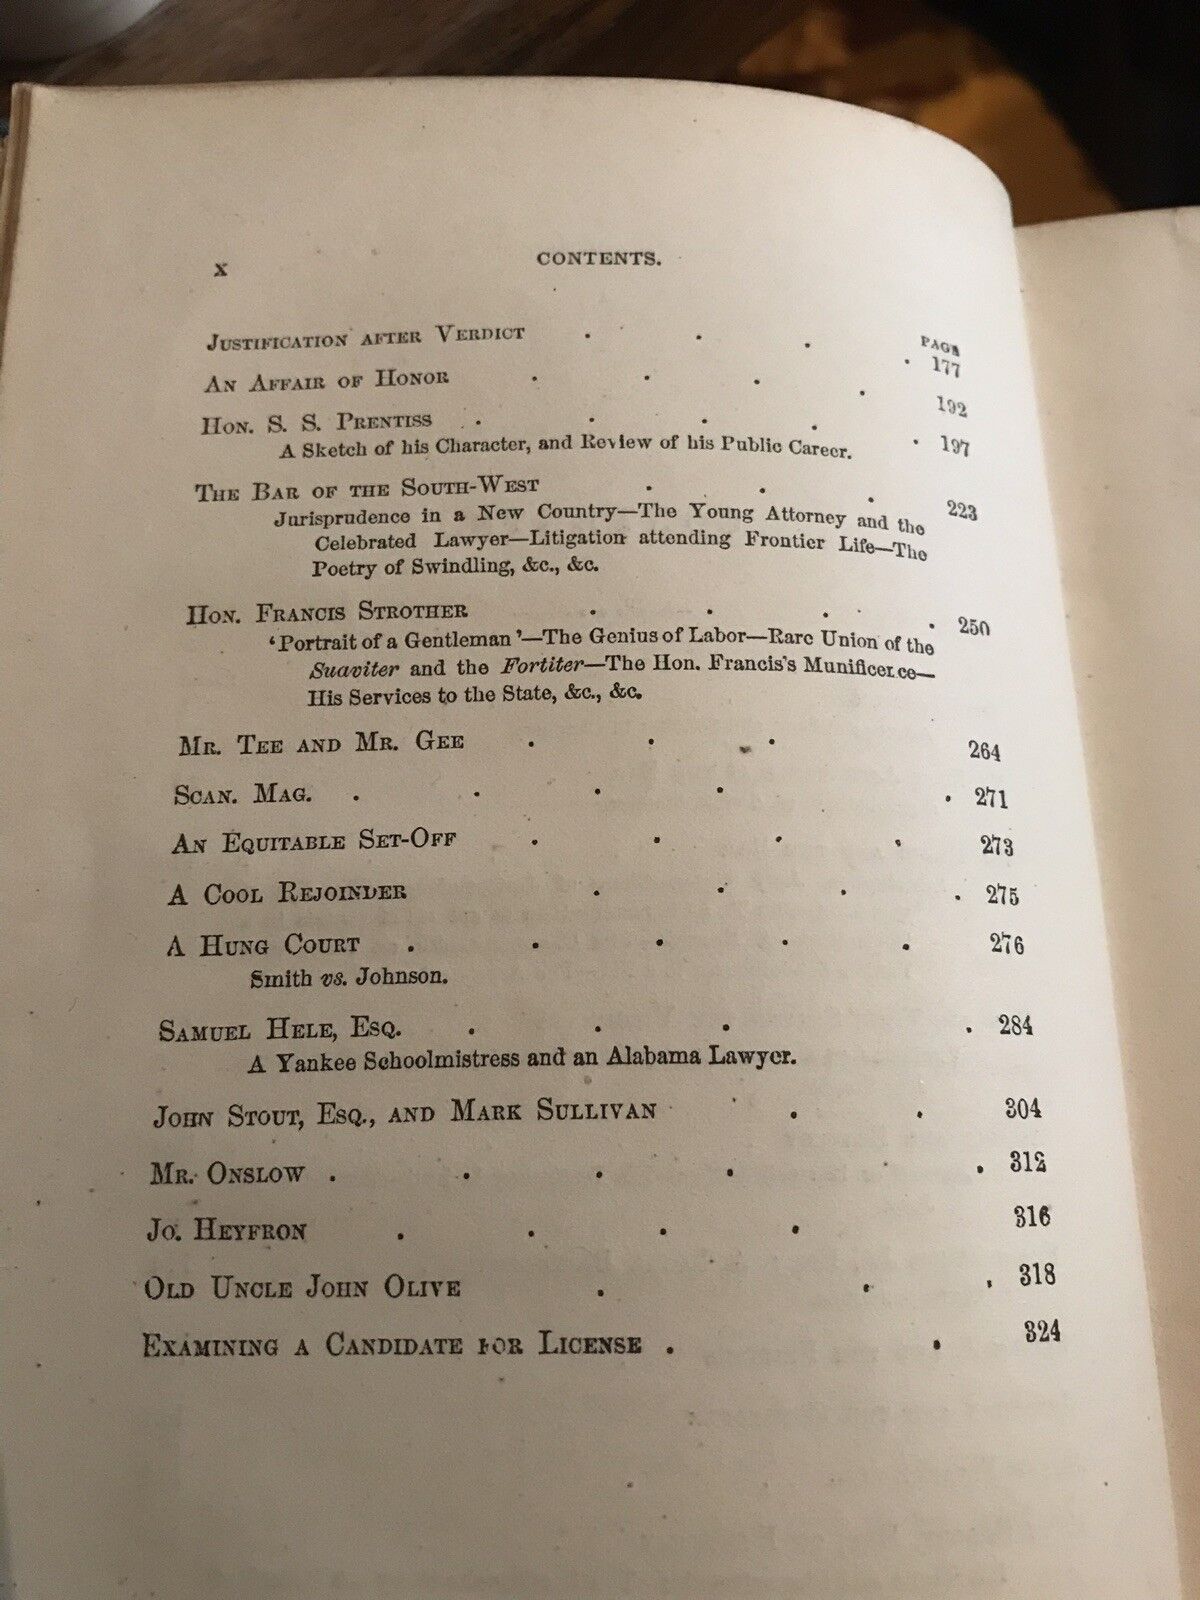 x CONTENTS.
PAGE
JUSTIFICATION AFTER VERDICT . . . . 177
AN AFFAIR OF HONOR . . . . 192
HON. S. S. PRENTISS . . . . . 197
A Sketch of his Character, and Review of his Public Career.
THE BAR OF THE SOUTH-WEST . . . 223
Jurisprudence in a New Country—The Young Attorney and the
Celebrated Lawyer—Litigation attending Frontier Life—The
Poetry of Swindling, &c., &c.
HON. FRANCIS STROTHER . . . . 250
‘Portrait of a Gentleman’—The Genius of Labor—Rare Union of the
Suaviter and the Fortiter—The Hon. Francis's Munificence—
His Services to the State, &c., &c.
MR. TEE AND MR. GEE . . . 264
SCAN. MAG. . . . . . 271
AN EQUITABLE SET-OFF . . . . 273
A COOL REJOINDER . . . . 275
A HUNG COURT . . . . . 276
Smith vs. Johnson.
SAMUEL HELE, ESQ. . . . . 284
A Yankee Schoolmistress and an Alabama Lawyer.
JOHN STOUT, ESQ., AND MARK SULLIVAN . . 304
MR. ONSLOW . . . . . 312
JO. HEYFRON . . . . 316
OLD UNCLE JOHN OLIVE . . . 318
EXAMINING A CANDIDATE FOR LICENSE . . 324